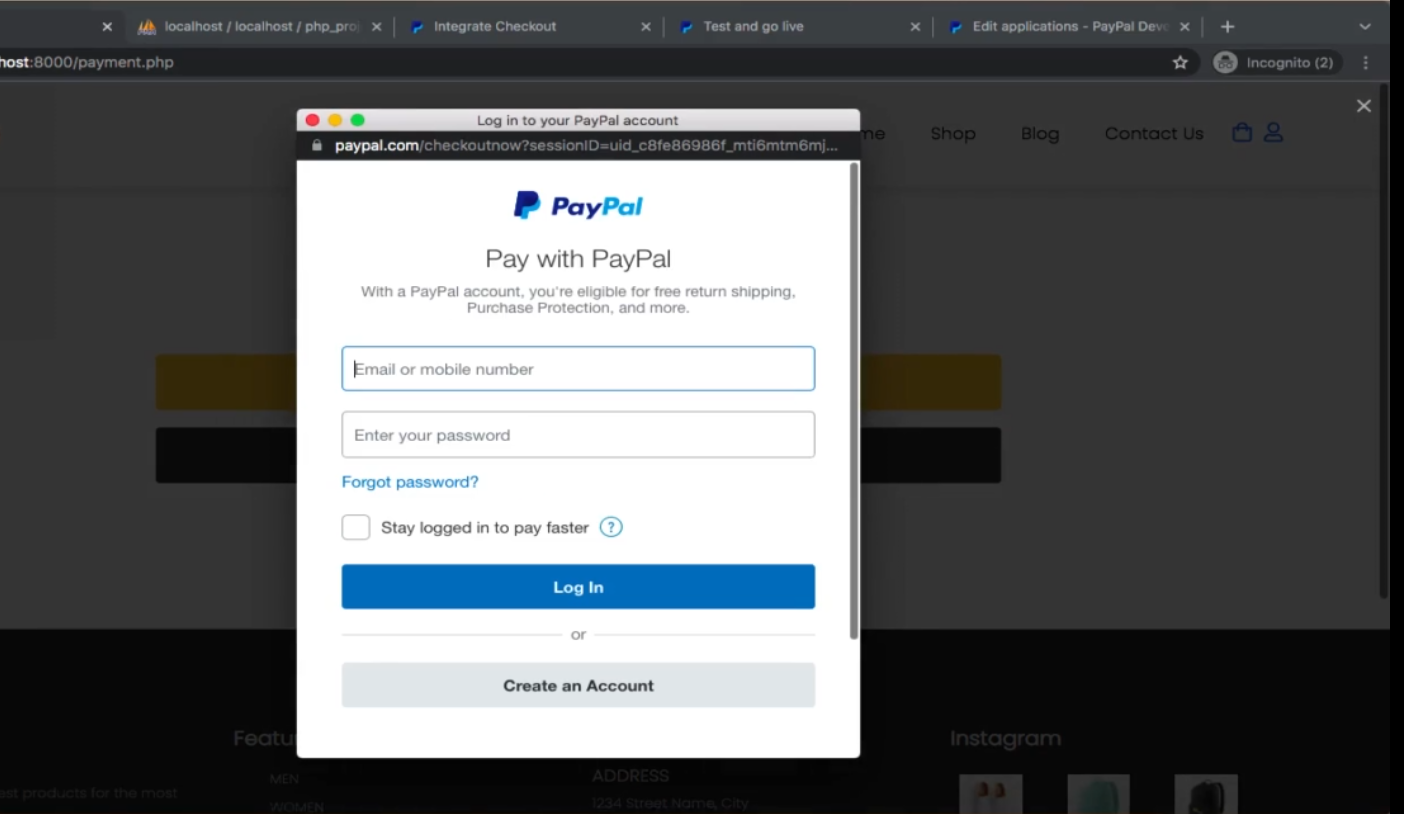 localhost / localhost / php_proj
Integrate Checkout
Test and go live
Edit applications - PayPal Deve
host:8000/payment.php
Incognito (2)
Log in to your PayPal account
paypal.com/checkoutnow?sessionID=uid_c8fe86986f_mti6mtm6mj...
me
Shop
Blog
Contact Us
PayPal
Pay with PayPal
With a PayPal account, you're eligible for free return shipping,
Purchase Protection, and more.
Email or mobile number
Enter your password
Forgot password?
Stay logged in to pay faster ?
Log In
or
Create an Account
Featu
Instagram
MEN
ADDRESS
est products for the most
WOMEN
1234 Street Name, City